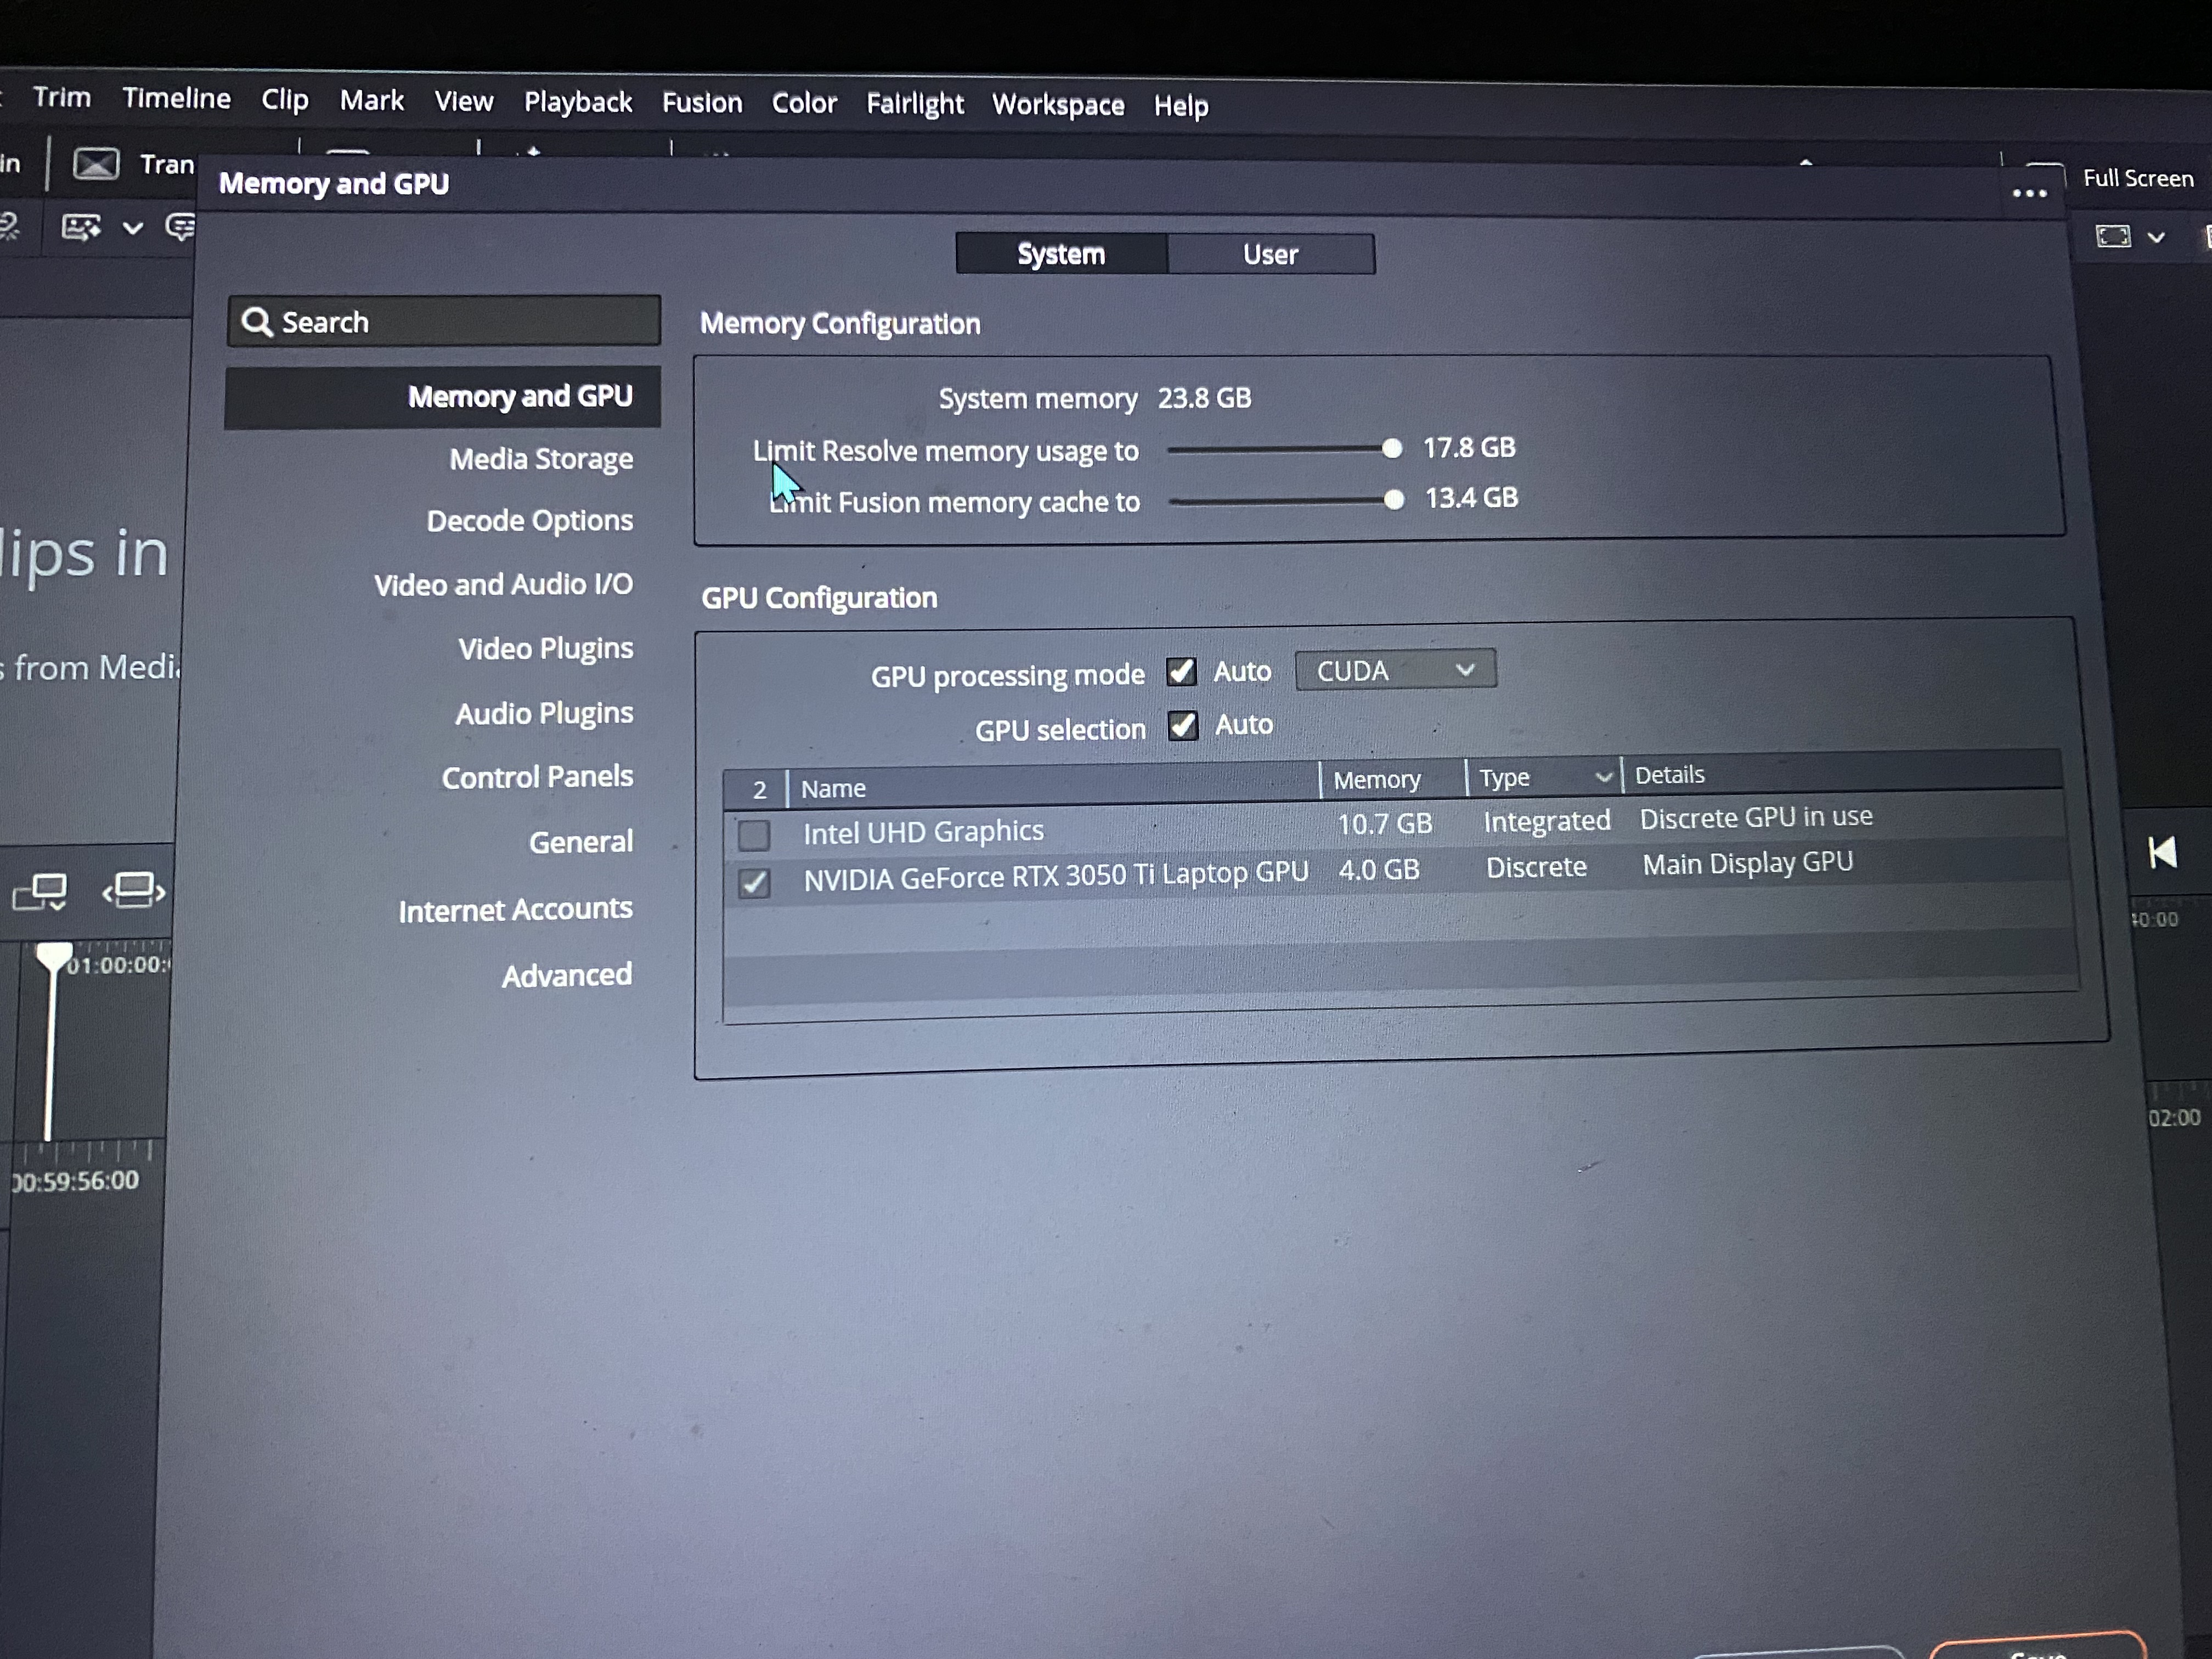 Trim Timeline Clip Mark View Playback Fusion Color Fairlight Workspace Help
in Tran Full Screen
Memory and GPU
System User
Search
Memory Configuration
Memory and GPU
System memory 23.8 GB
Media Storage
Limit Resolve memory usage to 17.8 GB
Decode Options
Limit Fusion memory cache to 13.4 GB
lips in
Video and Audio I/O
GPU Configuration
Video Plugins
s from Media
GPU processing mode Auto CUDA
Audio Plugins
GPU selection Auto
Control Panels
2 Name Memory Type Details
General
Intel UHD Graphics 10.7 GB Integrated Discrete GPU in use
NVIDIA GeForce RTX 3050 Ti Laptop GPU 4.0 GB Discrete Main Display GPU
Internet Accounts
40:00
01:00:00:
Advanced
02:00
00:59:56:00
Save